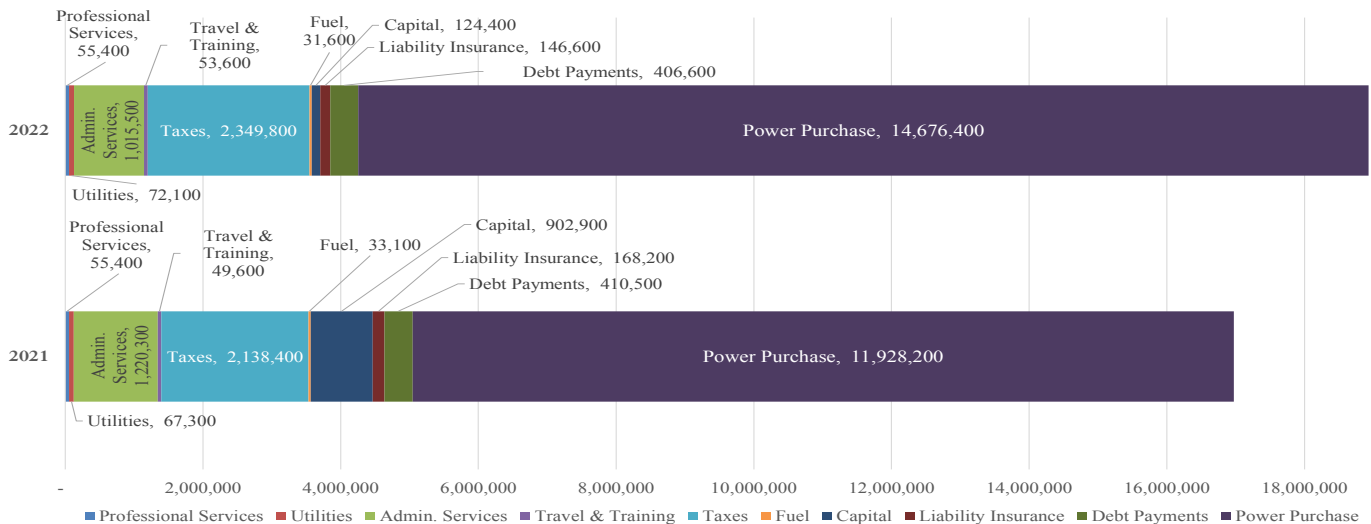 Professional
Services,
55,400
Travel &
Training,
53,600
Fuel,
31,600
Capital, 124,400
Liability Insurance, 146,600
Debt Payments, 406,600
2022
Admin.
Services,
1,015,500
Taxes, 2,349,800
Power Purchase, 14,676,400
Utilities, 72,100
Professional
Services,
55,400
Travel &
Training,
49,600
Fuel, 33,100
Capital, 902,900
Liability Insurance, 168,200
Debt Payments, 410,500
2021
Admin.
Services,
1,220,300
Taxes, 2,138,400
Power Purchase, 11,928,200
Utilities, 67,300
- 2,000,000 4,000,000 6,000,000 8,000,000 10,000,000 12,000,000 14,000,000 16,000,000 18,000,000
Professional Services Utilities Admin. Services Travel & Training Taxes Fuel Capital Liability Insurance Debt Payments Power Purchase